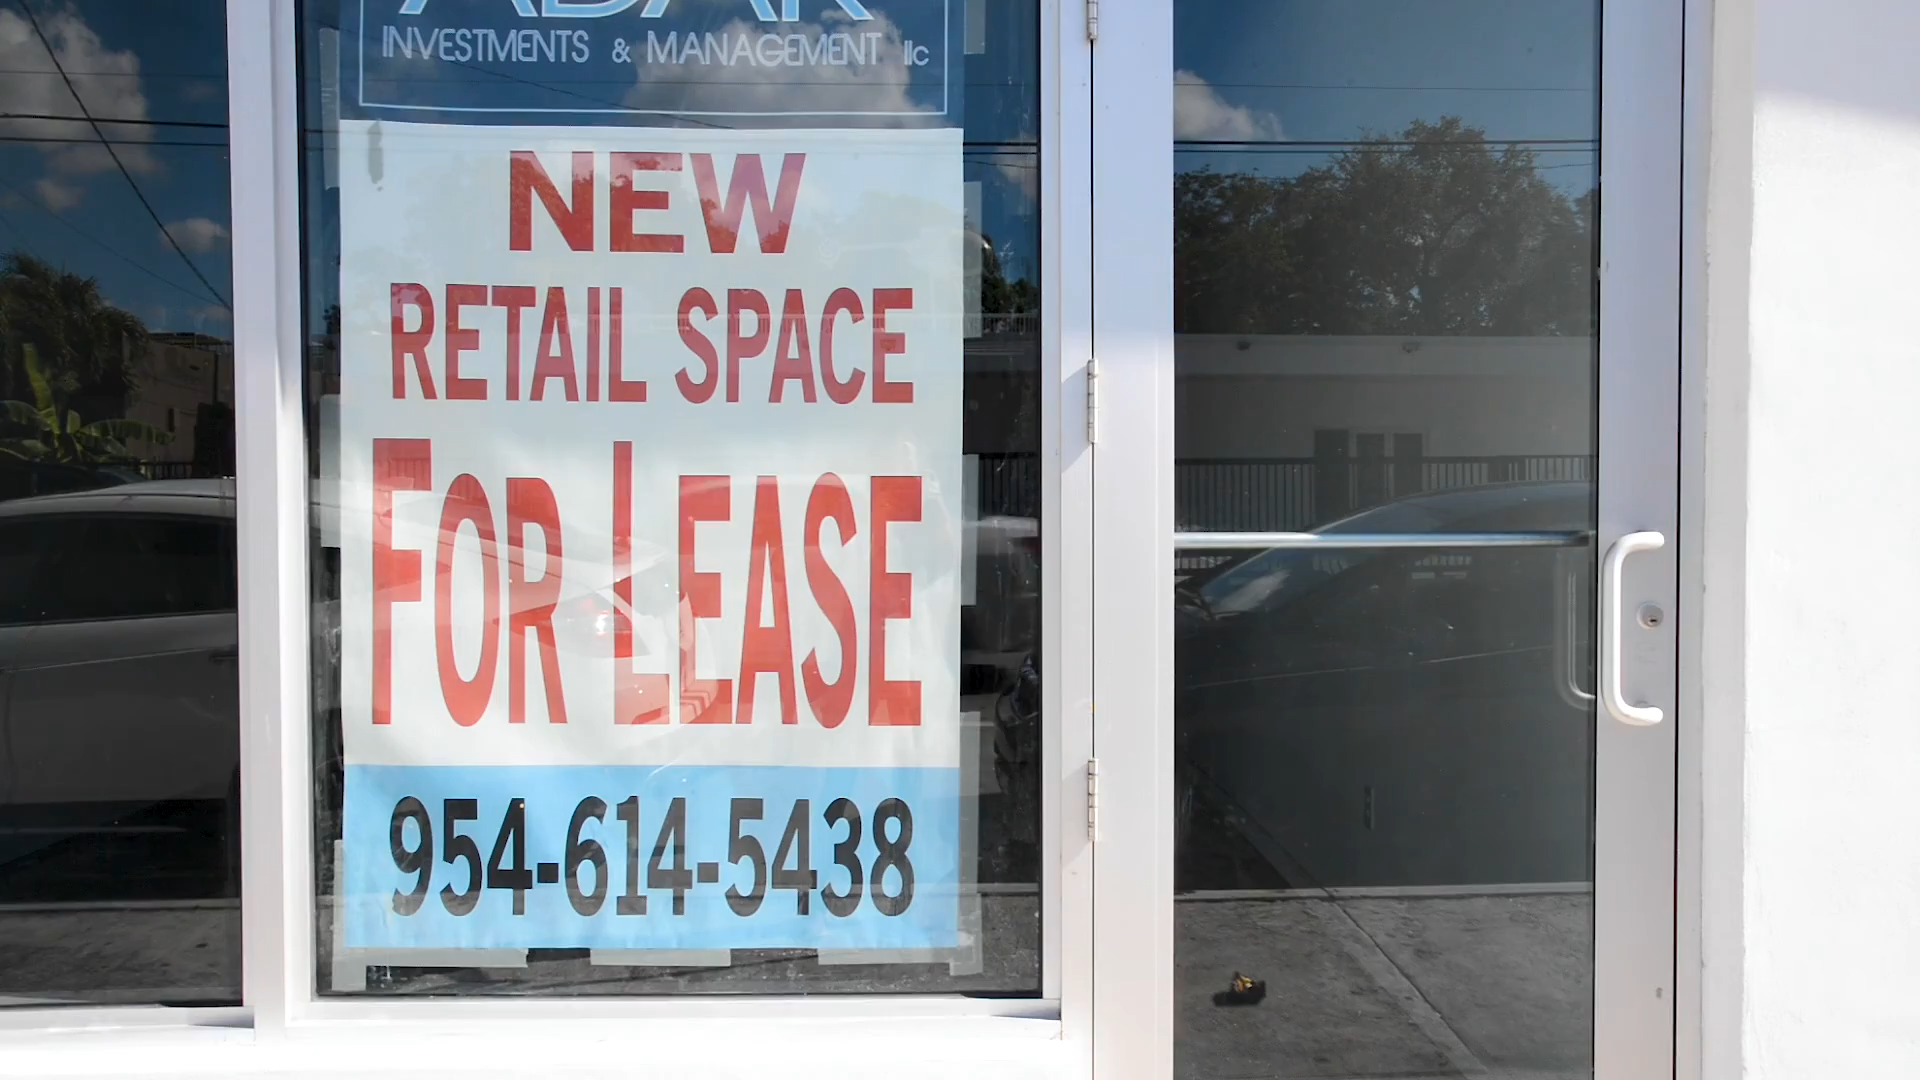 INVESTMENTS & MANAGEMENT llc
NEW
RETAIL SPACE
FOR LEASE
954-614-5438